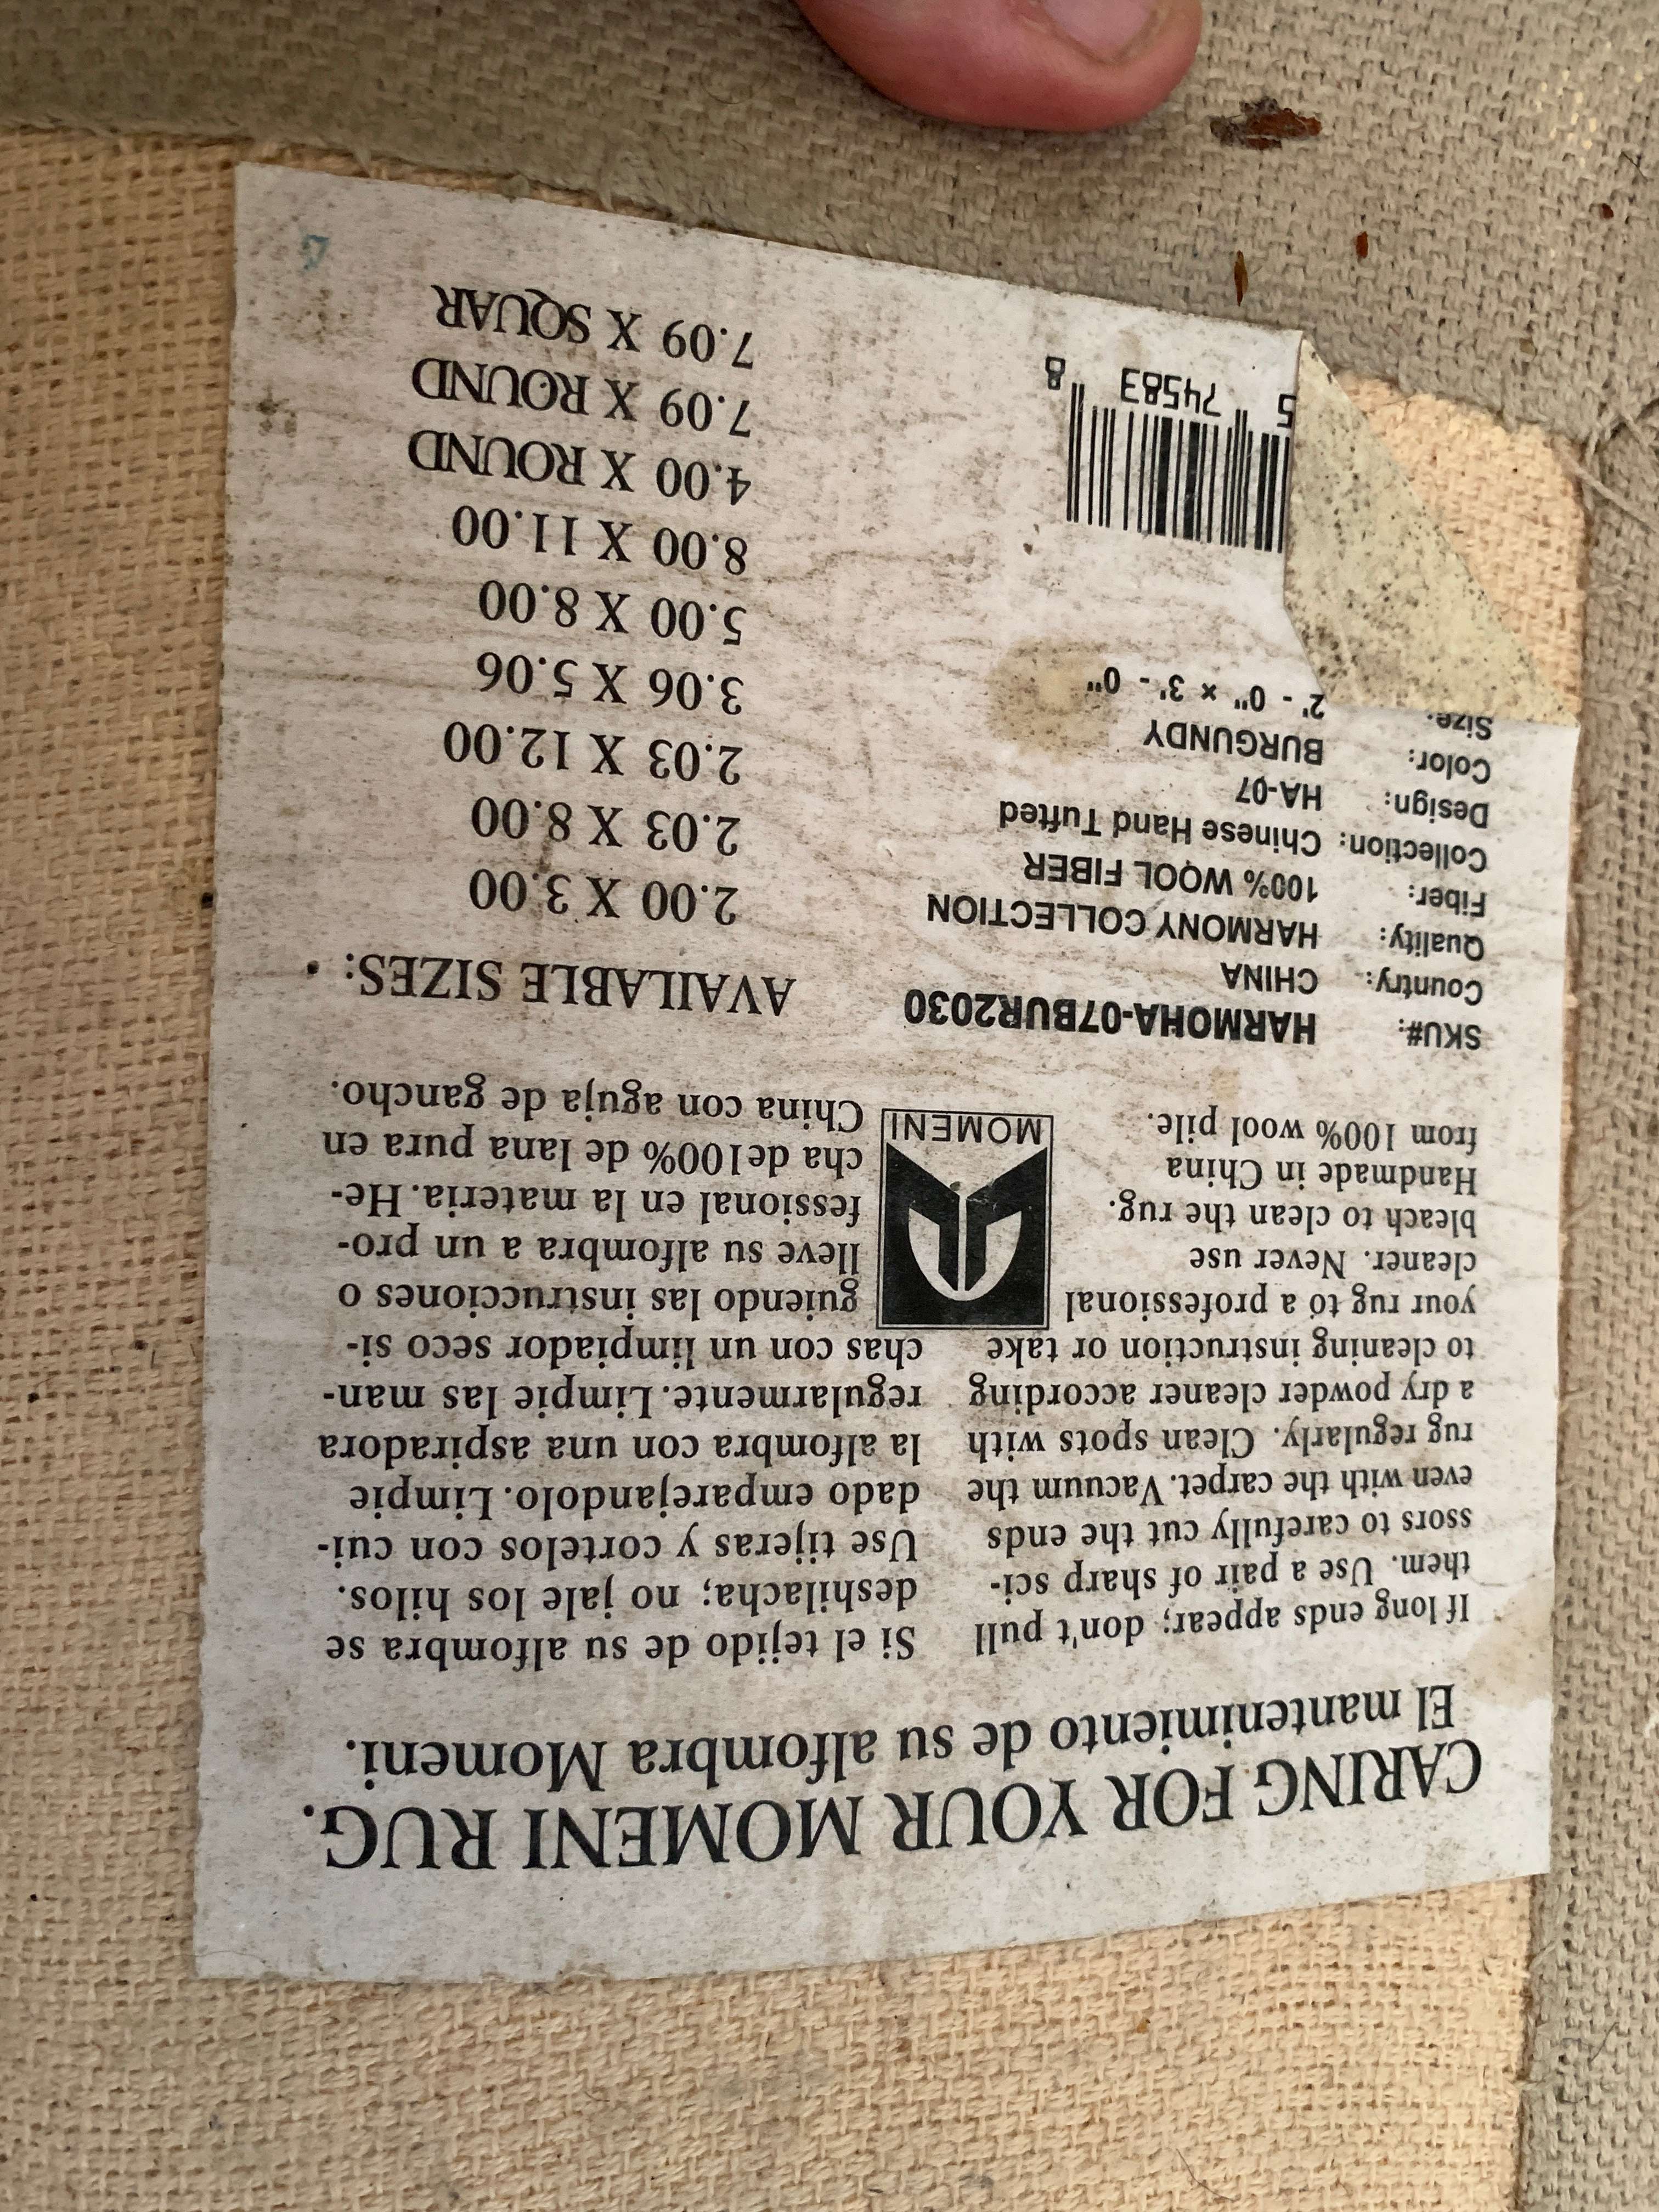 CARING FOR YOUR MOMENI RUG.
El mantenimiento de su alfombra Momeni.
If long ends appear; don't pull
them. Use a pair of sharp sci-
ssors to carefully cut the ends
even with the carpet. Vacuum the
rug regularly. Clean spots with
a dry powder cleaner according
to cleaning instruction or take
your rug to a professional
cleaner. Never use
bleach to clean the rug.
Handmade in China
from 100% wool pile.
MOMENI
Si el tejido de su alfombra se
deshilacha; no jale los hilos.
Use tijeras y cortelos con cui-
dado emparejandolo. Limpie
la alfombra con una aspiradora
regularmente. Limpie las man-
chas con un limpiador seco si-
guiendo las instrucciones o
lleve su alfombra a un pro-
fessional en la materia. He-
cha de100% de lana pura en
China con aguja de gancho.
SKU#: HARMOHA-07BUR2030
Country: CHINA
Quality: HARMONY COLLECTION
Fiber: 100% WOOL FIBER
Collection: Chinese Hand Tufted
Design: HA-07
Color: BURGUNDY
Size: 2' - 0" × 3' - 0"
5 74583 8
AVAILABLE SIZES:
2.00 X 3.00
2.03 X 8.00
2.03 X 12.00
3.06 X 5.06
5.00 X 8.00
8.00 X 11.00
4.00 X ROUND
7.09 X ROUND
7.09 X SQUAR